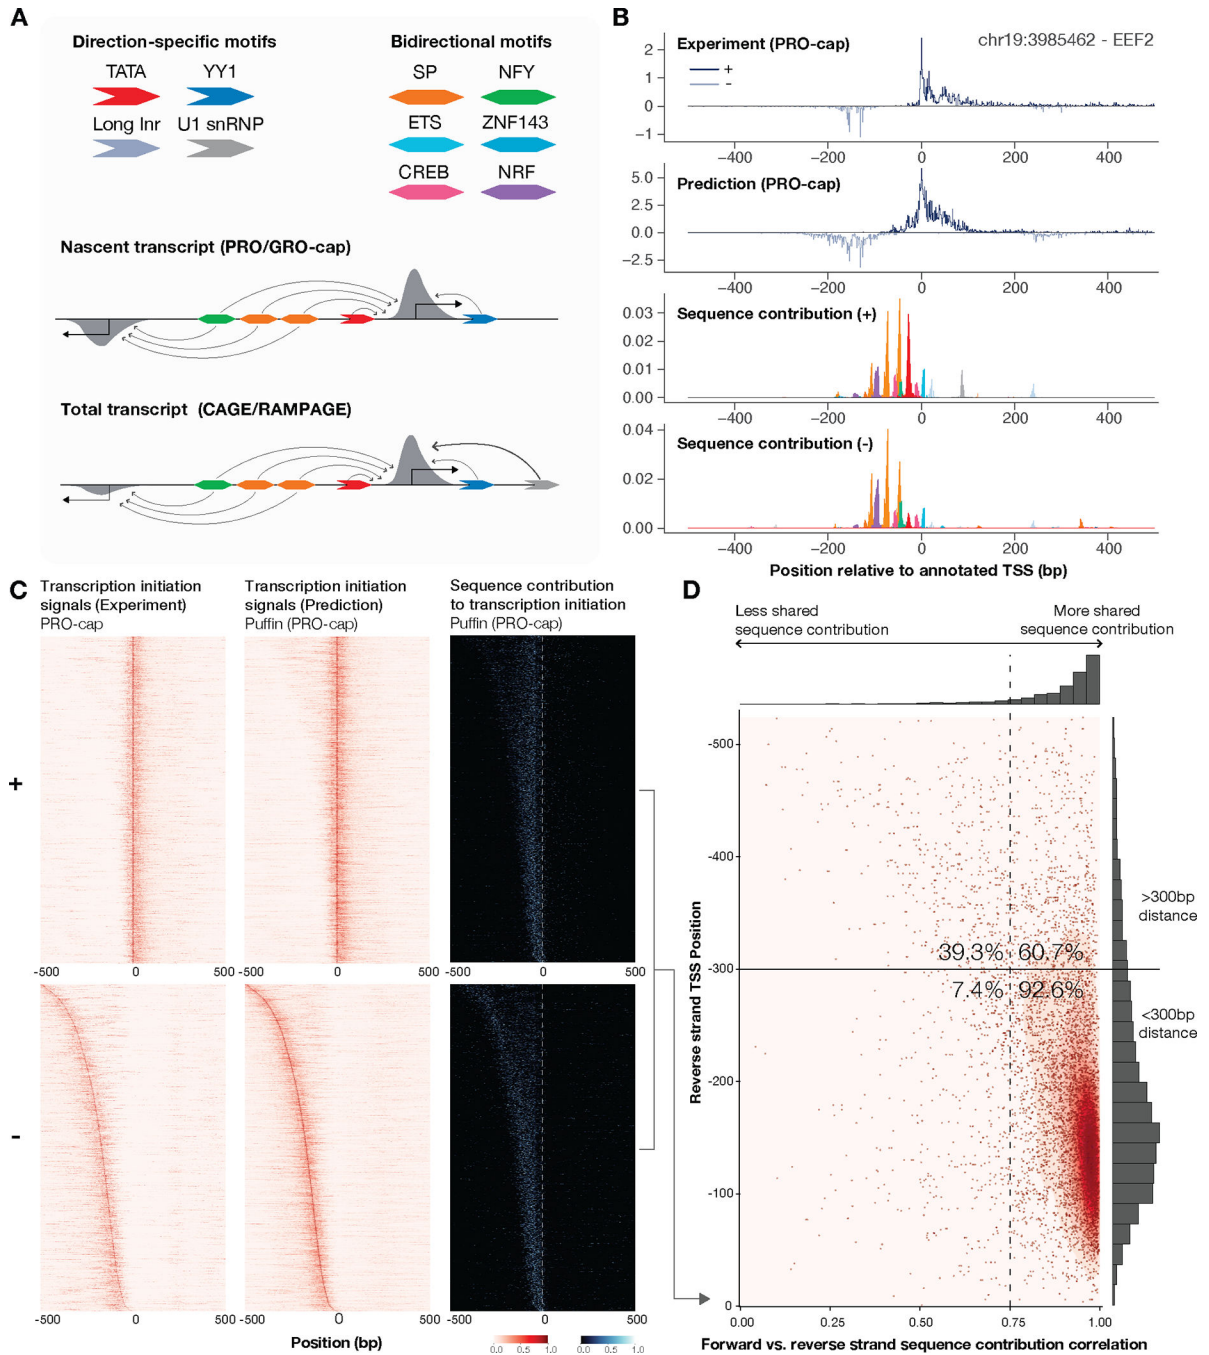 A
Direction-specific motifs
Bidirectional motifs
TATA YY1
SP NFY
Long Inr U1 snRNP
ETS ZNF143
CREB NRF
Nascent transcript (PRO/GRO-cap)
Total transcript (CAGE/RAMPAGE)
B
Experiment (PRO-cap)
chr19:3985462 - EEF2
+
-
2
1
0
−1
−400 −200 0 200 400
Prediction (PRO-cap)
5.0
2.5
0.0
−2.5
−400 −200 0 200 400
Sequence contribution (+)
0.03
0.02
0.01
0.00
−400 −200 0 200 400
Sequence contribution (-)
0.04
0.02
0.00
−400 −200 0 200 400
Position relative to annotated TSS (bp)
C
Transcription initiation
signals (Experiment)
PRO-cap
Transcription initiation
signals (Prediction)
Puffin (PRO-cap)
Sequence contribution
to transcription initiation
Puffin (PRO-cap)
+
-500 0 500
-500 0 500
-500 0 500
-
-500 0 500
-500 0 500
-500 0 500
Position (bp)
0.0 0.5 1.0
0.0 0.5 1.0
D
Less shared
sequence contribution
More shared
sequence contribution
Reverse strand TSS Position
-500
-400
-300
-200
-100
0
39.3% 60.7%
7.4% 92.6%
>300bp
distance
<300bp
distance
0.00 0.25 0.50 0.75 1.00
Forward vs. reverse strand sequence contribution correlation